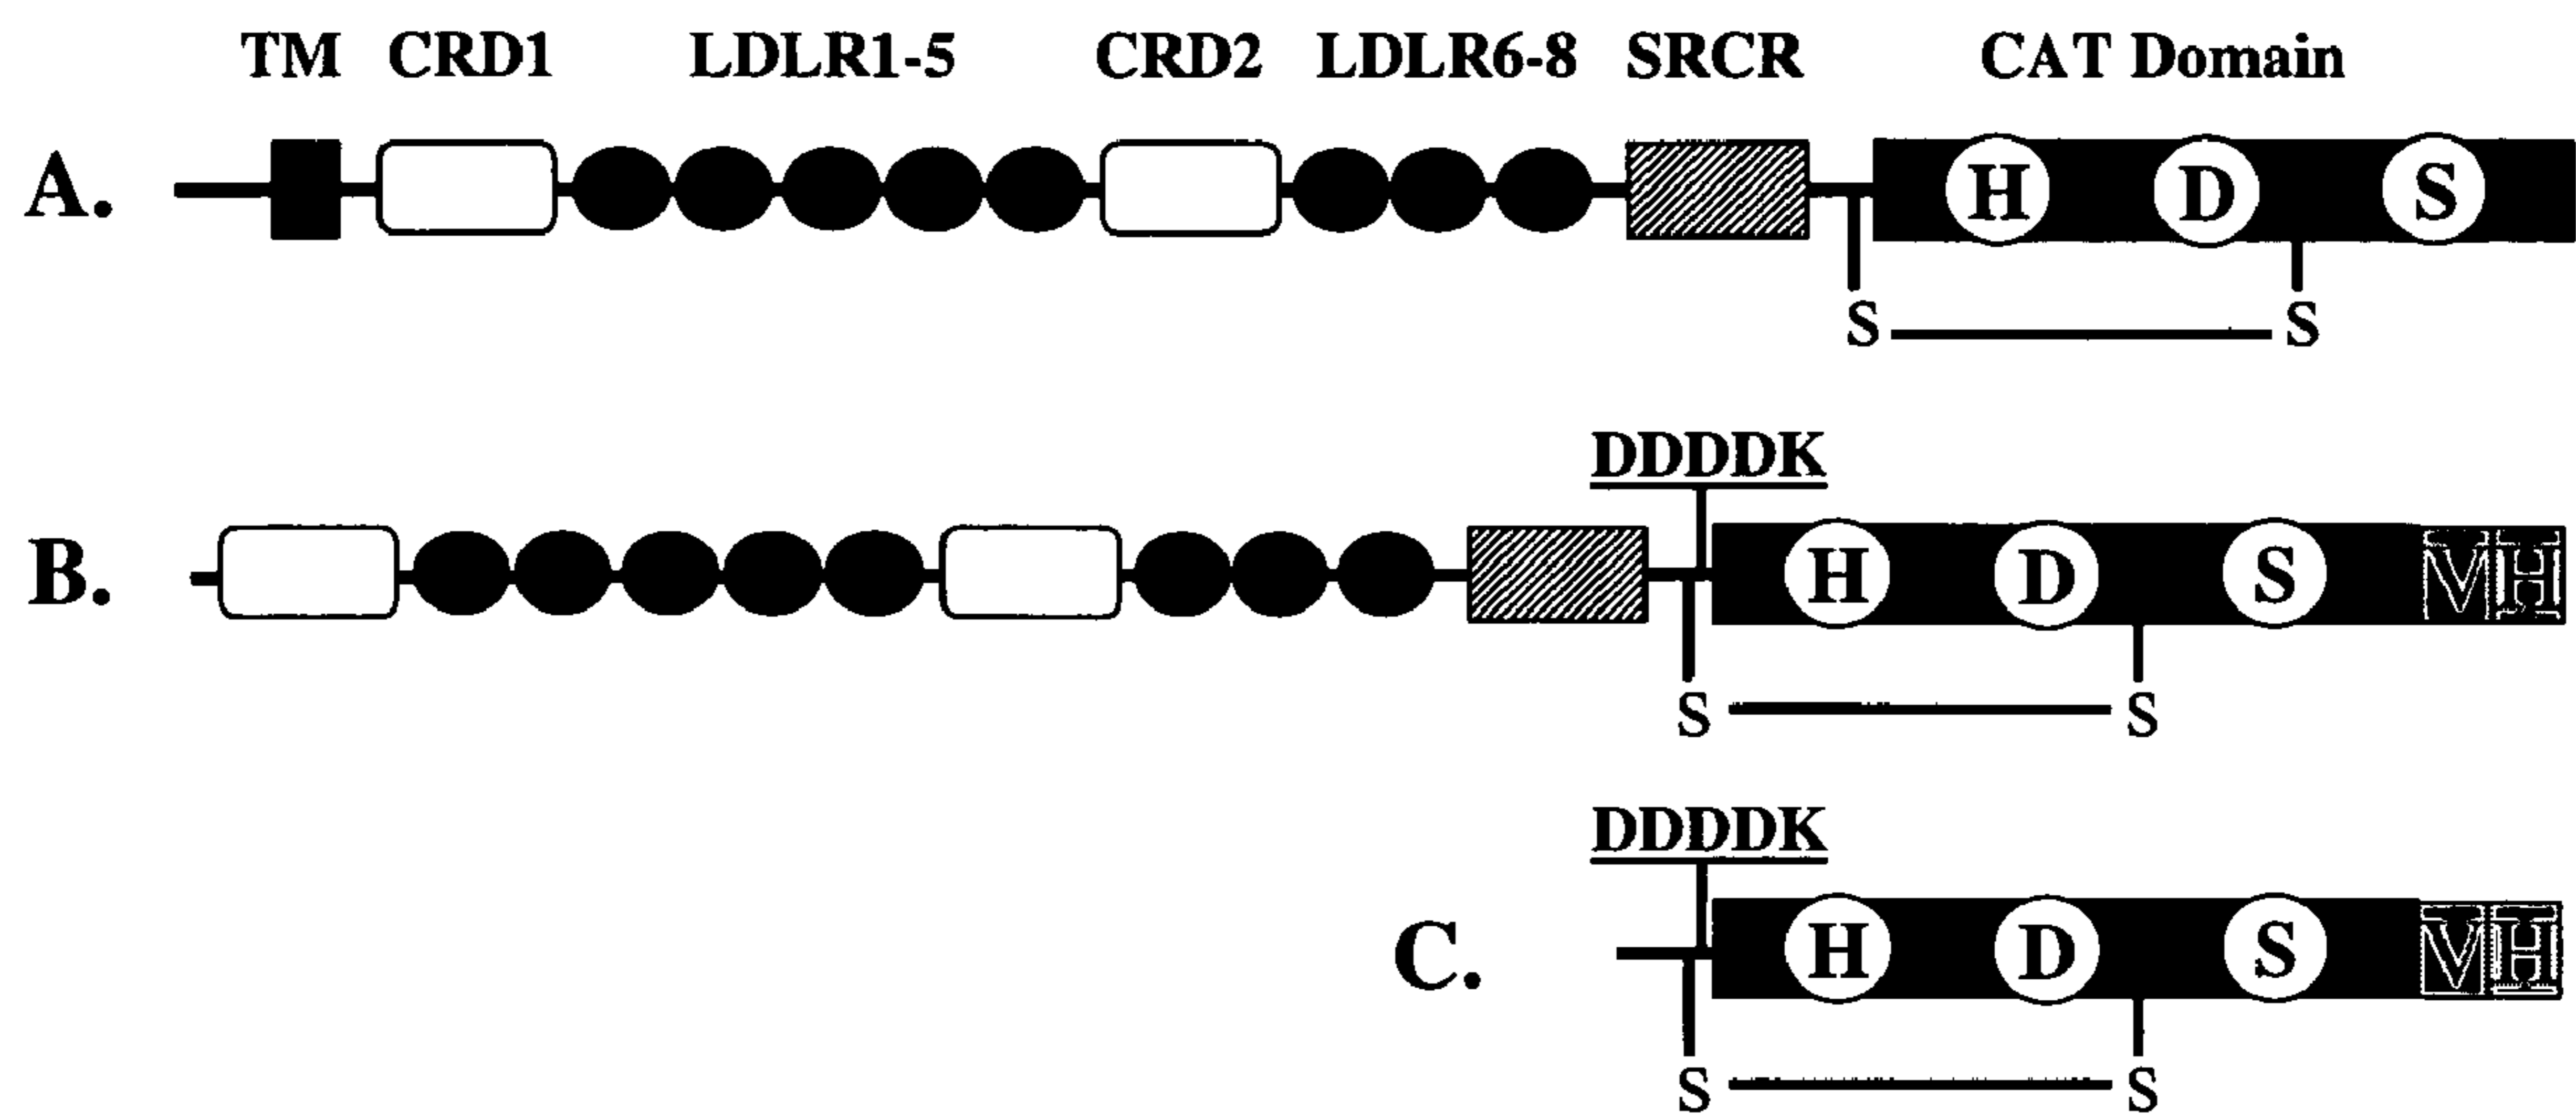 TM CRD1 LDLR1-5 CRD2 LDLR6-8 SRCR CAT Domain
A. H D S
S S
DDDDK
B. H D S V H
S S
DDDDK
C. H D S V H
S S